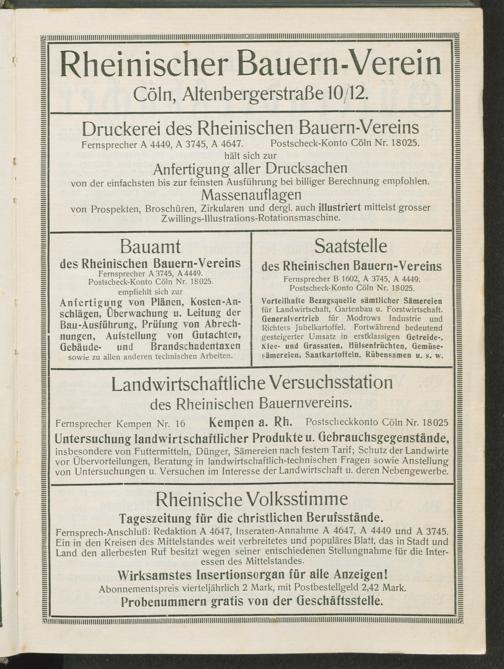 Rheinischer Bauern-Verein
Cöln, Altenbergerstraße 10/12.
Druckerei des Rheinischen Bauern-Vereins
Fernsprecher A 4449, A 3745, A 4647. Postscheck-Konto Cöln Nr. 18025.
hält sich zur
Anfertigung aller Drucksachen
von der einfachsten bis zur feinsten Ausführung bei billiger Berechnung empfohlen.
Massenauflagen
von Prospekten, Broschüren, Zirkularen und dergl. auch illustriert mittelst grosser
Zwillings-Illustrations-Rotationsmaschine.
Bauamt
des Rheinischen Bauern-Vereins
Fernsprecher A 3745, A 4449.
Postscheck-Konto Cöln Nr. 18025.
empfiehlt sich zur
Anfertigung von Plänen, Kosten-An-
schlägen, Überwachung u. Leitung der
Bau-Ausführung, Prüfung von Abrech-
nungen, Aufstellung von Gutachten,
Gebäude- und Brandschadentaxen
sowie zu allen anderen technischen Arbeiten.
Saatstelle
des Rheinischen Bauern-Vereins
Fernsprecher B 1602, A 3745, A 4449.
Postscheck-Konto Cöln Nr. 18025.
Vorteilhafte Bezugsquelle sämtlicher Sämereien
für Landwirtschaft, Gartenbau u. Forstwirtschaft.
Generalvertrieb für Modrows Industrie und
Richters Jubelkartoffel. Fortwährend bedeutend
gesteigerter Umsatz in erstklassigen Getreide-,
Klee- und Grassaten, Hülsenfrüchten, Gemüse-
sämereien, Saatkartoffeln, Rübensamen u. s. w.
Landwirtschaftliche Versuchsstation
des Rheinischen Bauernvereins.
Fernsprecher Kempen Nr. 16 Kempen a. Rh. Postscheckkonto Cöln Nr. 18025
Untersuchung landwirtschaftlicher Produkte u. Gebrauchsgegenstände,
insbesondere von Futtermitteln, Dünger, Sämereien nach festem Tarif; Schutz der Landwirte
vor Übervorteilungen, Beratung in landwirtschaftlich-technischen Fragen sowie Anstellung
von Untersuchungen u. Versuchen im Interesse der Landwirtschaft u. deren Nebengewerbe.
Rheinische Volksstimme
Tageszeitung für die christlichen Berufsstände.
Fernsprech-Anschluß: Redaktion A 4647, Inseraten-Annahme A 4647, A 4449 und A 3745.
Ein in den Kreisen des Mittelstandes weit verbreitetes und populäres Blatt, das in Stadt und
Land den allerbesten Ruf besitzt wegen seiner entschiedenen Stellungnahme für die Inter-
essen des Mittelstandes.
Wirksamstes Insertionsorgan für alle Anzeigen!
Abonnementspreis vierteljährlich 2 Mark, mit Postbestellgeld 2,42 Mark.
Probenummern gratis von der Geschäftsstelle.